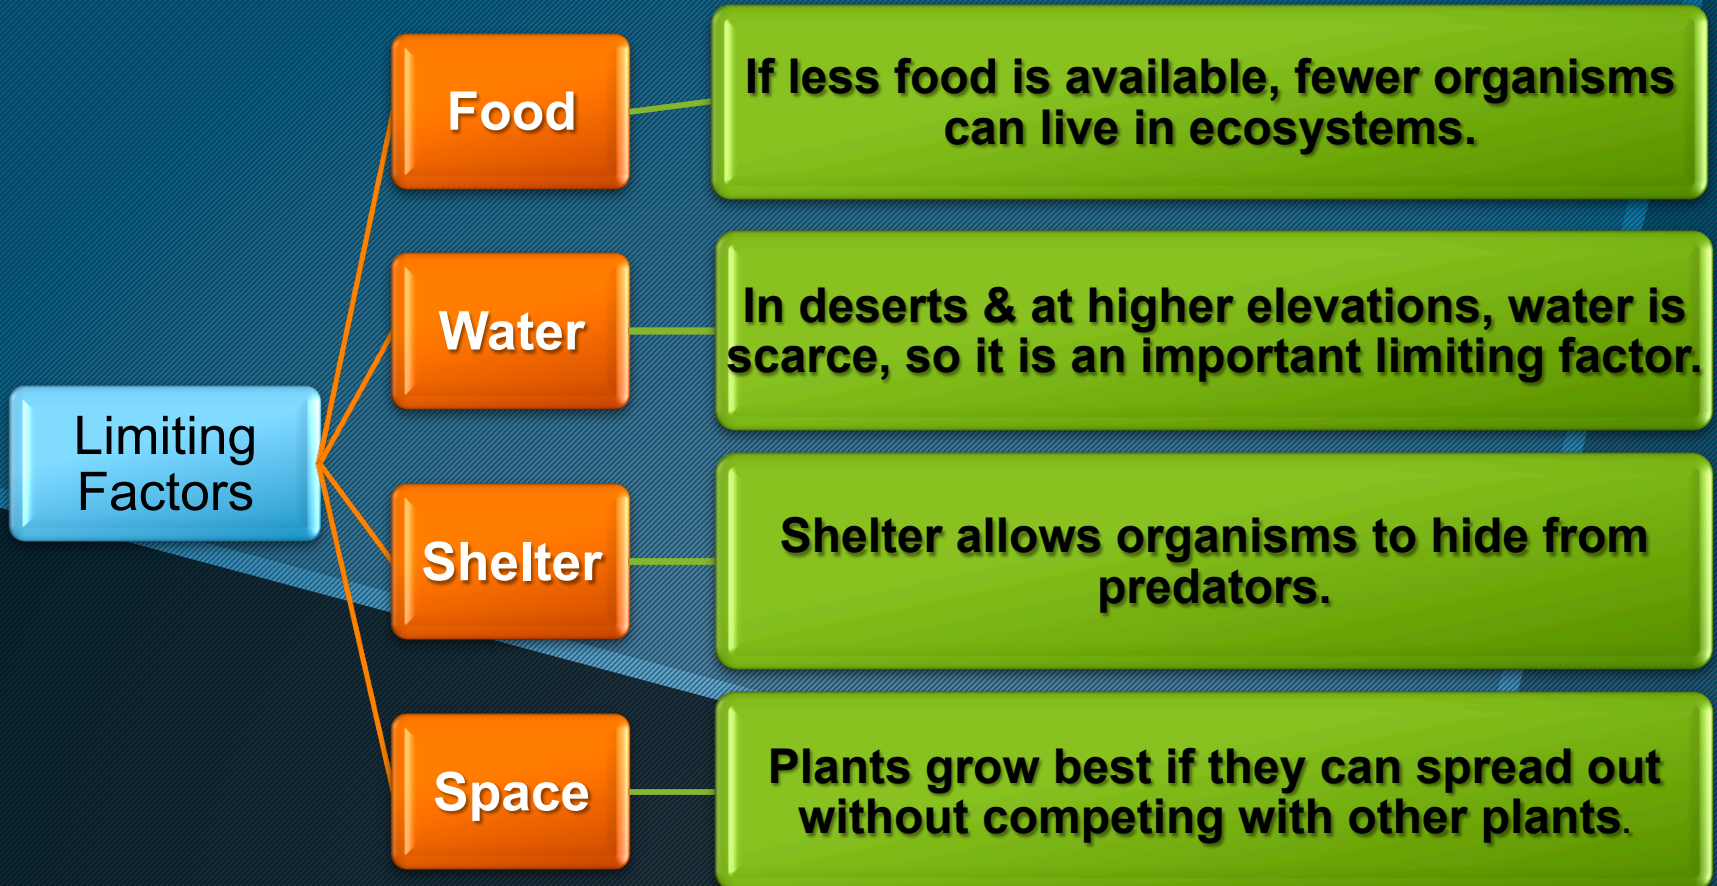 Food
If less food is available, fewer organisms
can live in ecosystems.
Water
In deserts & at higher elevations, water is
scarce, so it is an important limiting factor.
Limiting
Factors
Shelter
Shelter allows organisms to hide from
predators.
Space
Plants grow best if they can spread out
without competing with other plants.